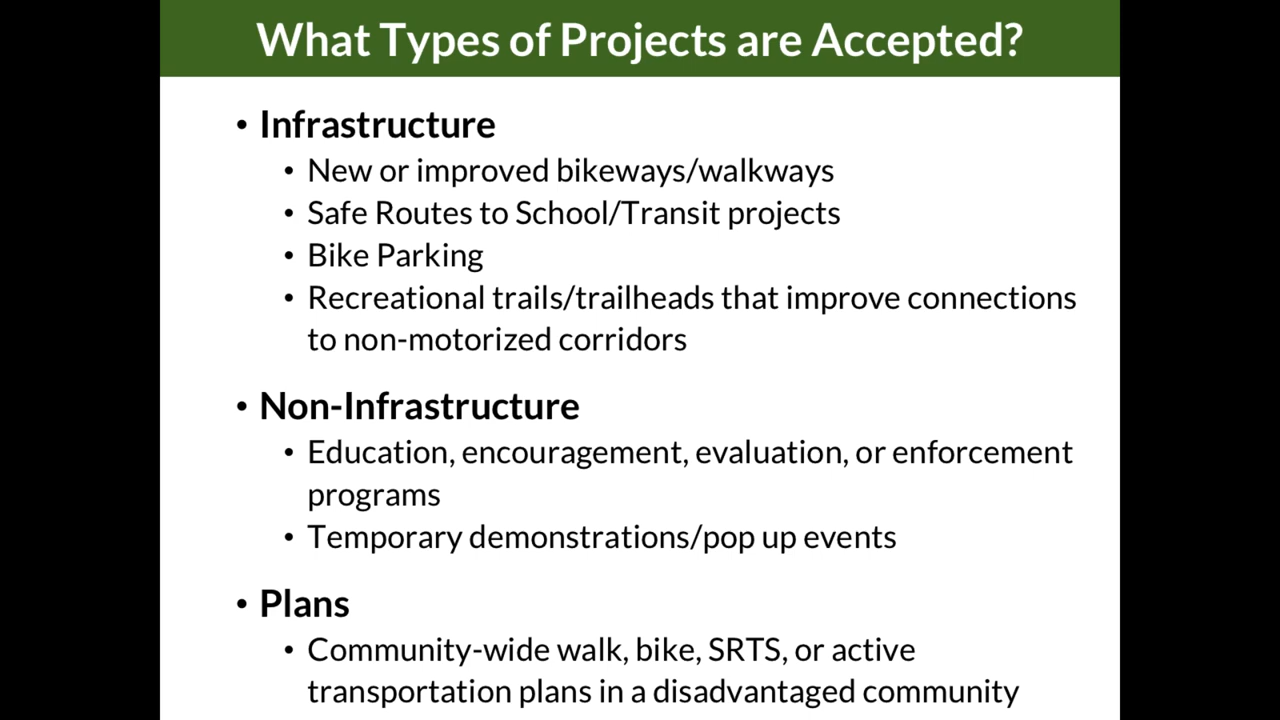 What Types of Projects are Accepted?
• Infrastructure
• New or improved bikeways/walkways
• Safe Routes to School/Transit projects
• Bike Parking
• Recreational trails/trailheads that improve connections
to non-motorized corridors
• Non-Infrastructure
• Education, encouragement, evaluation, or enforcement
programs
• Temporary demonstrations/pop up events
• Plans
• Community-wide walk, bike, SRTS, or active
transportation plans in a disadvantaged community